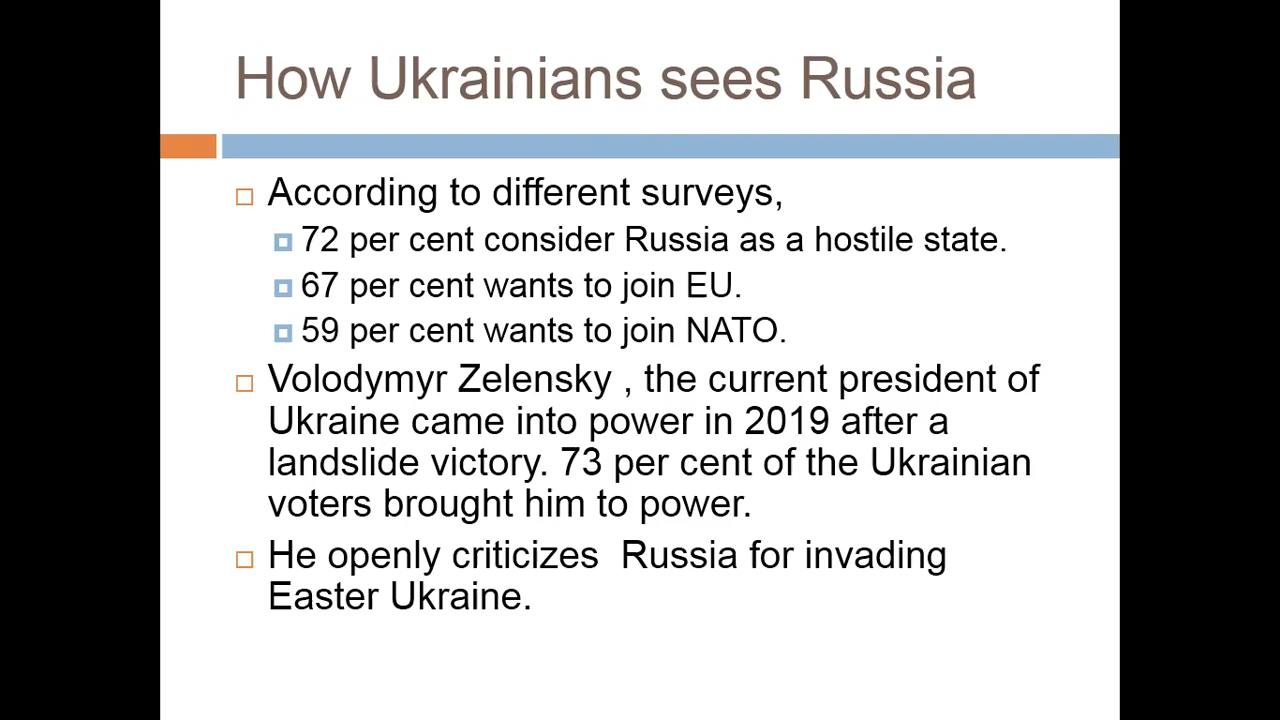 How Ukrainians sees Russia
According to different surveys,
72 per cent consider Russia as a hostile state.
67 per cent wants to join EU.
59 per cent wants to join NATO.
Volodymyr Zelensky , the current president of
Ukraine came into power in 2019 after a
landslide victory. 73 per cent of the Ukrainian
voters brought him to power.
He openly criticizes  Russia for invading
Easter Ukraine.